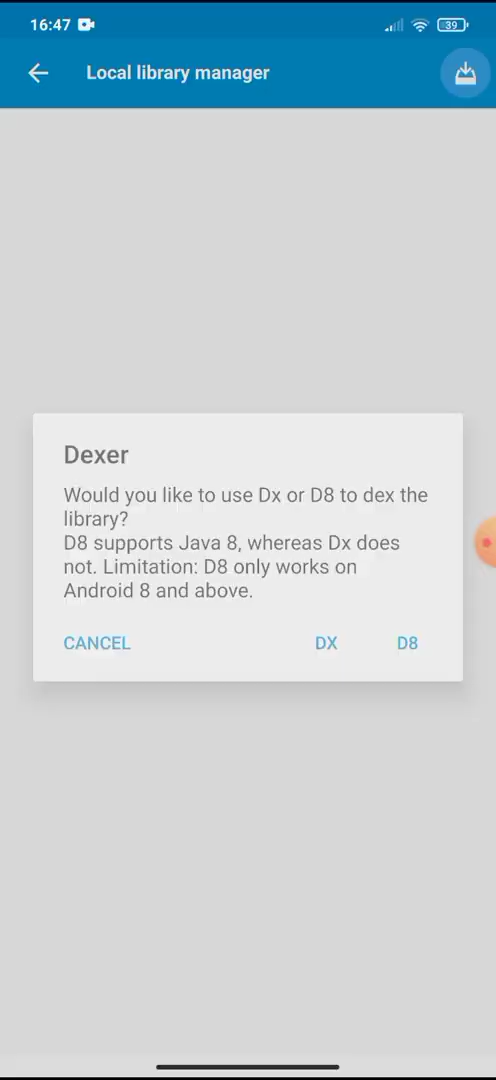 16:47
39
Local library manager
Dexer
Would you like to use Dx or D8 to dex the
library?
D8 supports Java 8, whereas Dx does
not. Limitation: D8 only works on
Android 8 and above.
CANCEL DX D8